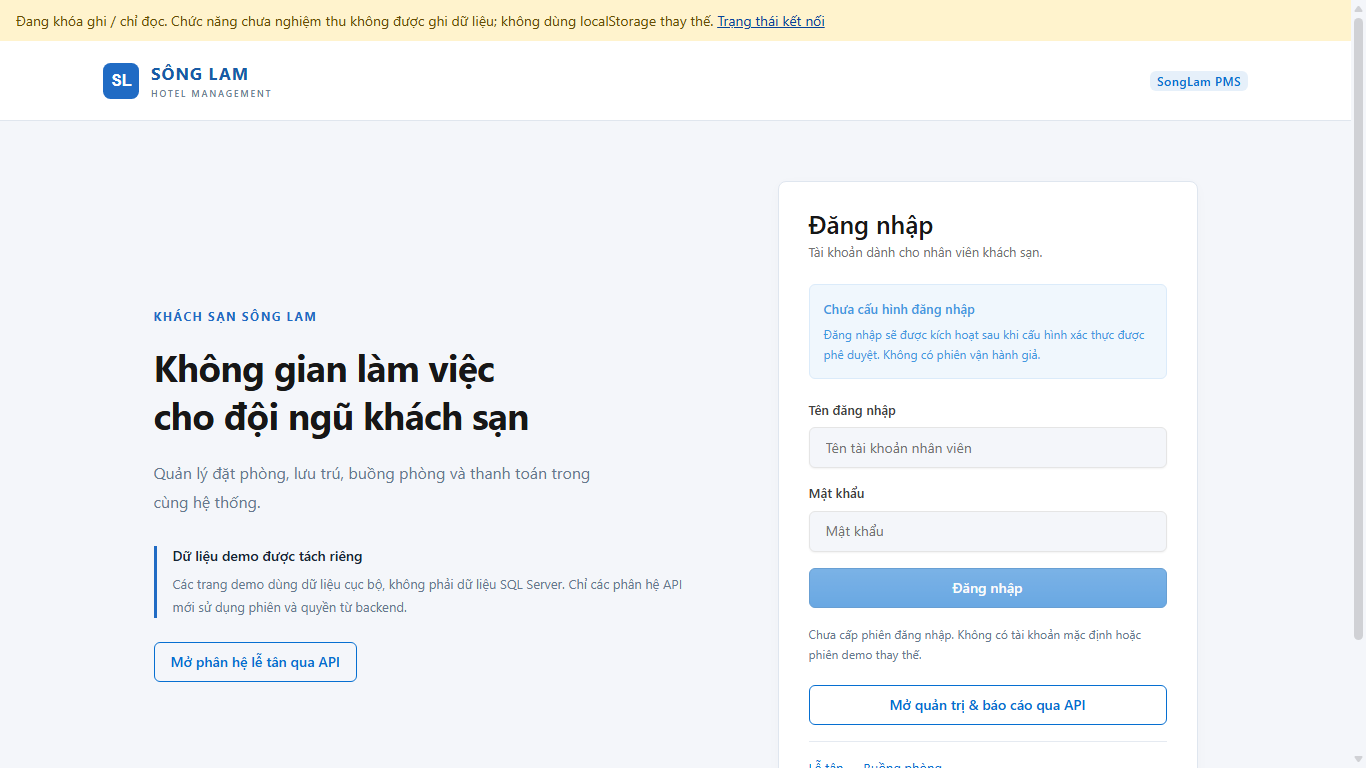 Đang khóa ghi / chỉ đọc. Chức năng chưa nghiệm thu không được ghi dữ liệu; không dùng localStorage thay thế. Trạng thái kết nối
SL
SÔNG LAM
HOTEL MANAGEMENT
SongLam PMS
KHÁCH SẠN SÔNG LAM
Không gian làm việc
cho đội ngũ khách sạn
Quản lý đặt phòng, lưu trú, buồng phòng và thanh toán trong
cùng hệ thống.
Dữ liệu demo được tách riêng
Các trang demo dùng dữ liệu cục bộ, không phải dữ liệu SQL Server. Chỉ các phân hệ API
mới sử dụng phiên và quyền từ backend.
Mở phân hệ lễ tân qua API
Đăng nhập
Tài khoản dành cho nhân viên khách sạn.
Chưa cấu hình đăng nhập
Đăng nhập sẽ được kích hoạt sau khi cấu hình xác thực được
phê duyệt. Không có phiên vận hành giả.
Tên đăng nhập
Tên tài khoản nhân viên
Mật khẩu
Mật khẩu
Đăng nhập
Chưa cấp phiên đăng nhập. Không có tài khoản mặc định hoặc
phiên demo thay thế.
Mở quản trị & báo cáo qua API
Lễ tân Buồng phòng